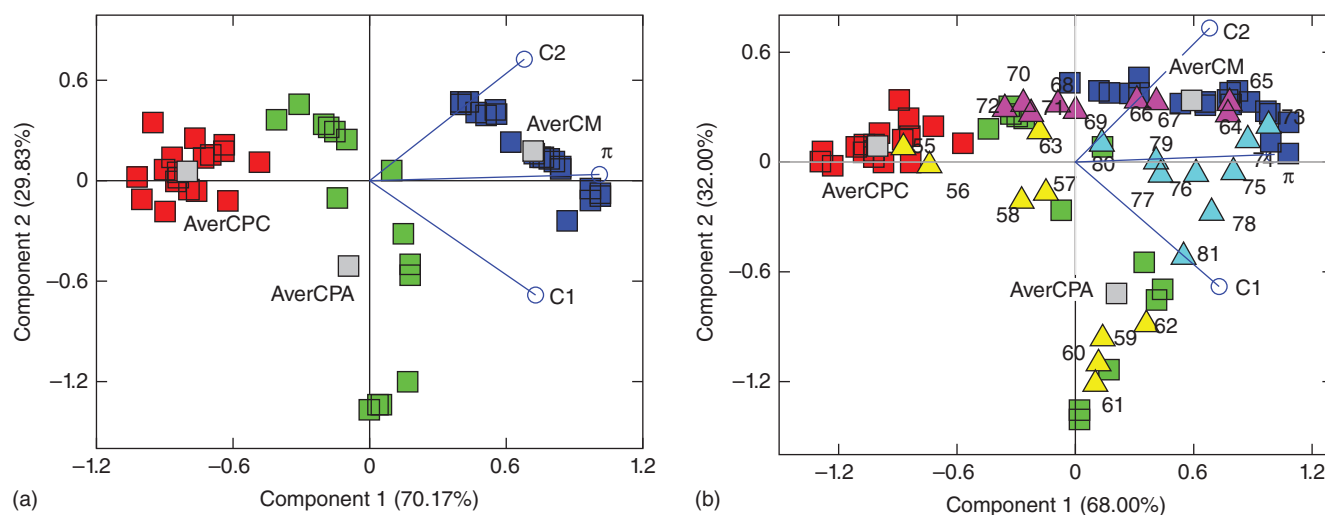 0.6
0
−0.6
−1.2
−1.2
−0.6
0
0.6
1.2
Component 2 (29.83%)
Component 1 (70.17%)
C2
AverCM
π
AverCPC
AverCPA
C1
(a)
0.6
0
−0.6
−1.2
−1.2
−0.6
0
0.6
1.2
Component 2 (32.00%)
Component 1 (68.00%)
C2
AverCM
70
68
65
72
71
69
66
67
64
73
63
55
80
79
74
AverCPC
56
57
77
76
75
π
58
78
81
AverCPA
C1
59
62
60
61
(b)